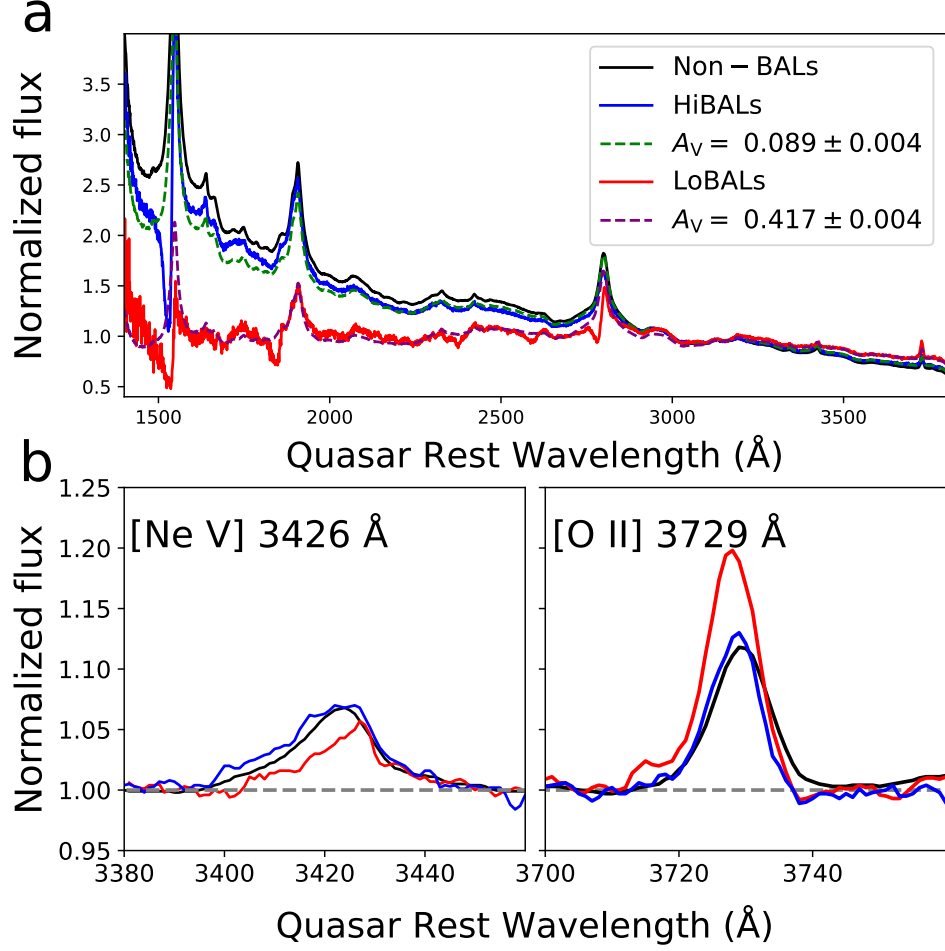 a
Normalized flux
3.5
3.0
2.5
2.0
1.5
1.0
0.5
Non − BALs
HiBALs
A_V = 0.089 ± 0.004
LoBALs
A_V = 0.417 ± 0.004
1500 2000 2500 3000 3500
Quasar Rest Wavelength (Å)
b
Normalized flux
1.25
1.20
1.15
1.10
1.05
1.00
0.95
[Ne V] 3426 Å
[O II] 3729 Å
3380 3400 3420 3440
3700 3720 3740
Quasar Rest Wavelength (Å)